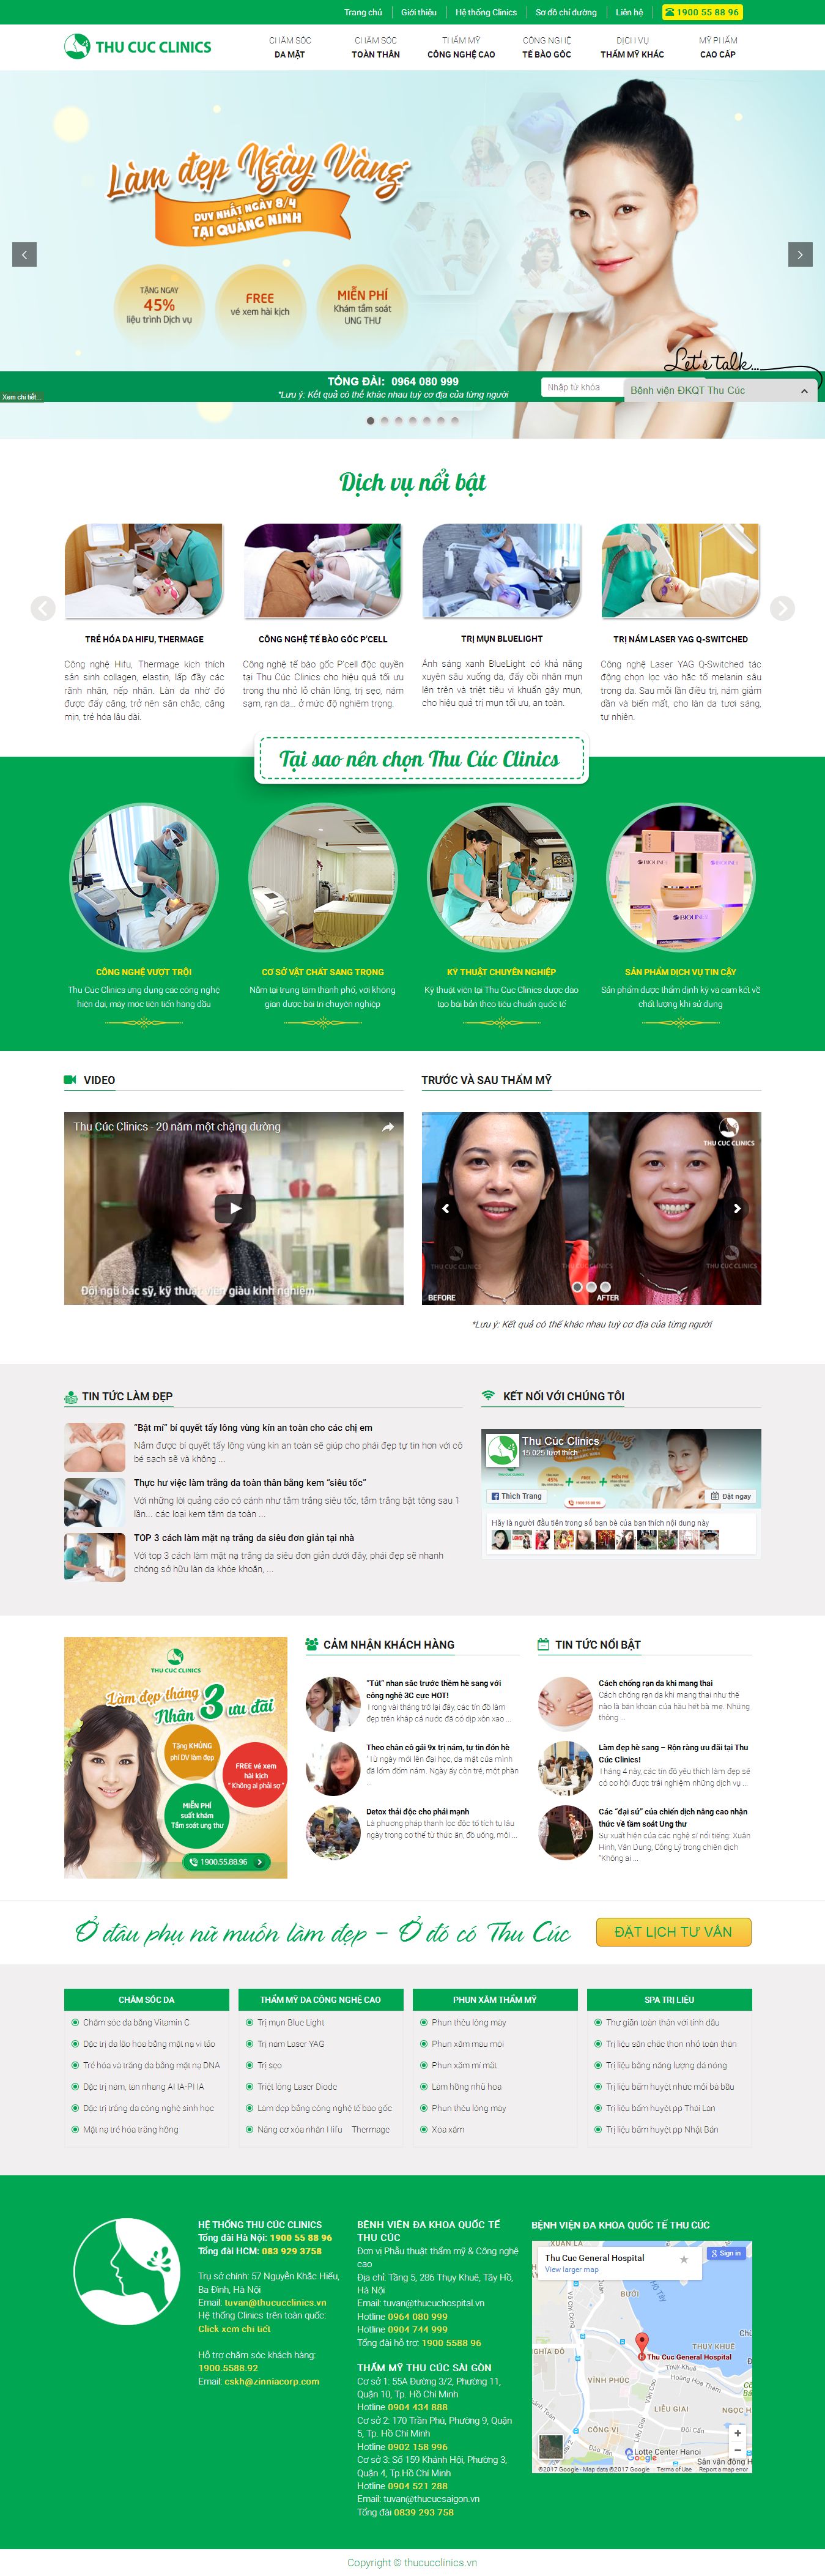 Trang chủ
Giới thiệu
Hệ thống Clinics
Sơ đồ chỉ đường
Liên hệ
1900 55 88 96
THU CUC CLINICS
CHĂM SÓC
DA MẶT
CHĂM SÓC
TOÀN THÂN
THẨM MỸ
CÔNG NGHỆ CAO
CÔNG NGHỆ
TẾ BÀO GỐC
DỊCH VỤ
THẨM MỸ KHÁC
MỸ PHẨM
CAO CẤP
Làm đẹp Ngày Vàng
DUY NHẤT NGÀY 8/4
TẠI QUẢNG NINH
TẶNG NGAY
45%
liệu trình Dịch vụ
FREE
vé xem hài kịch
MIỄN PHÍ
Khám tầm soát
UNG THƯ
Let's talk...
TỔNG ĐÀI: 0964 080 999
*Lưu ý: Kết quả có thể khác nhau tuỳ cơ địa của từng người
Nhập từ khóa
Bệnh viện ĐKQT Thu Cúc
Xem chi tiết...
Dịch vụ nổi bật
TRẺ HÓA DA HIFU, THERMAGE
Công nghệ Hifu, Thermage kích thích
sản sinh collagen, elastin, lấp đầy các
rãnh nhăn, nếp nhăn. Làn da nhờ đó
được đẩy căng, trở nên săn chắc, căng
mịn, trẻ hóa lâu dài.
CÔNG NGHỆ TẾ BÀO GỐC P'CELL
Công nghệ tế bào gốc P'cell độc quyền
tại Thu Cúc Clinics cho hiệu quả tối ưu
trong thu nhỏ lỗ chân lông, trị sẹo, nám
sạm, rạn da... ở mức độ nghiêm trọng.
TRỊ MỤN BLUELIGHT
Ánh sáng xanh BlueLight có khả năng
xuyên sâu xuống da, đẩy còi nhân mụn
lên trên và triệt tiêu vi khuẩn gây mụn,
cho hiệu quả trị mụn tối ưu, an toàn.
TRỊ NÁM LASER YAG Q-SWITCHED
Công nghệ Laser YAG Q-Switched tác
động chọn lọc vào hắc tố melanin sâu
trong da. Sau mỗi lần điều trị, nám giảm
dần và biến mất, cho làn da tươi sáng,
tự nhiên.
Tại sao nên chọn Thu Cúc Clinics
CÔNG NGHỆ VƯỢT TRỘI
Thu Cúc Clinics ứng dụng các công nghệ
hiện đại, máy móc tiên tiến hàng đầu
CƠ SỞ VẬT CHẤT SANG TRỌNG
Nằm tại trung tâm thành phố, với không
gian được bài trí chuyên nghiệp
KỸ THUẬT CHUYÊN NGHIỆP
Kỹ thuật viên tại Thu Cúc Clinics được đào
tạo bài bản theo tiêu chuẩn quốc tế
BIOLINE
SẢN PHẨM DỊCH VỤ TIN CẬY
Sản phẩm được thẩm định kỹ và cam kết về
chất lượng khi sử dụng
VIDEO
Thu Cúc Clinics - 20 năm một chặng đường
Đội ngũ bác sỹ, kỹ thuật viên giàu kinh nghiệm
TRƯỚC VÀ SAU THẨM MỸ
THU CUC CLINICS
THU CUC CLINICS
THU CUC CLINICS
THU CUC CLINICS
BEFORE
AFTER
*Lưu ý: Kết quả có thể khác nhau tuỳ cơ địa của từng người
TIN TỨC LÀM ĐẸP
"Bật mí" bí quyết tẩy lông vùng kín an toàn cho các chị em
Nắm được bí quyết tẩy lông vùng kín an toàn sẽ giúp cho phái đẹp tự tin hơn với cô
bé sạch sẽ và không ...
Thực hư việc làm trắng da toàn thân bằng kem "siêu tốc"
Với những lời quảng cáo có cánh như tắm trắng siêu tốc, tắm trắng bật tông sau 1
lần... các loại kem tắm da toàn ...
TOP 3 cách làm mặt nạ trắng da siêu đơn giản tại nhà
Với top 3 cách làm mặt nạ trắng da siêu đơn giản dưới đây, phái đẹp sẽ nhanh
chóng sở hữu làn da khỏe khoắn, ...
KẾT NỐI VỚI CHÚNG TÔI
Thu Cúc Clinics
15.025 lượt thích
Thích Trang
Đặt ngay
Hãy là người đầu tiên trong số bạn bè của bạn thích nội dung này
THU CUC CLINICS
Làm đẹp tháng 3
Nhân 3 ưu đãi
Tặng KHỦNG
phí DV làm đẹp
FREE vé xem
hài kịch
"Không ai phải sợ"
MIỄN PHÍ
suất khám
Tầm soát ung thư
1900.55.88.96
CẢM NHẬN KHÁCH HÀNG
"Tút" nhan sắc trước thềm hè sang với
công nghệ 3C cực HOT!
Trong vài tháng trở lại đây, các tín đồ làm
đẹp trên khắp cả nước đã có dịp xôn xao ...
Theo chân cô gái 9x trị nám, tự tin đón hè
"Từ ngày mới lên đại học, da mặt của mình
đã lốm đốm nám. Ngày ấy còn trẻ, một phần
...
Detox thải độc cho phái mạnh
Là phương pháp thanh lọc độc tố tích tụ lâu
ngày trong cơ thể từ thức ăn, đồ uống, môi ...
TIN TỨC NỔI BẬT
Cách chống rạn da khi mang thai
Cách chống rạn da khi mang thai như thế
nào là băn khoăn của hầu hết bà mẹ. Những
thông ...
Làm đẹp hè sang – Rộn ràng ưu đãi tại Thu
Cúc Clinics!
Tháng 4 này, các tín đồ yêu thích làm đẹp sẽ
có cơ hội được trải nghiệm những dịch vụ ...
Các "đại sứ" của chiến dịch nâng cao nhận
thức về tầm soát Ung thư
Sự xuất hiện của các nghệ sĩ nổi tiếng: Xuân
Hinh, Vân Dung, Công Lý trong chiến dịch
"Không ai ...
Ở đâu phụ nữ muốn làm đẹp – Ở đó có Thu Cúc
ĐẶT LỊCH TƯ VẤN
CHĂM SÓC DA
Chăm sóc da bằng Vitamin C
Đặc trị da lão hóa bằng mặt nạ vi tảo
Trẻ hóa và trắng da bằng mặt nạ DNA
Đặc trị nám, tàn nhang AHA-PHA
Đặc trị trắng da công nghệ sinh học
Mặt nạ trẻ hóa trắng hồng
THẨM MỸ DA CÔNG NGHỆ CAO
Trị mụn Blue Light
Trị nám Laser YAG
Trị sẹo
Triệt lông Laser Diode
Làm đẹp bằng công nghệ tế bào gốc
Nâng cơ xóa nhăn Hifu – Thermage
PHUN XĂM THẨM MỸ
Phun thêu lông mày
Phun xăm màu môi
Phun xăm mí mắt
Làm hồng nhũ hoa
Phun thêu lông mày
Xóa xăm
SPA TRỊ LIỆU
Thư giãn toàn thân với tinh dầu
Trị liệu săn chắc thon nhỏ toàn thân
Trị liệu bằng năng lượng đá nóng
Trị liệu bấm huyệt nhức mỏi bà bầu
Trị liệu bấm huyệt pp Thái Lan
Trị liệu bấm huyệt pp Nhật Bản
HỆ THỐNG THU CÚC CLINICS
Tổng đài Hà Nội: 1900 55 88 96
Tổng đài HCM: 083 929 3758
Trụ sở chính: 57 Nguyễn Khắc Hiếu,
Ba Đình, Hà Nội
Email: tuvan@thucucclinics.vn
Hệ thống Clinics trên toàn quốc:
Click xem chi tiết
Hỗ trợ chăm sóc khách hàng:
1900.5588.92
Email: cskh@zinniacorp.com
BỆNH VIỆN ĐA KHOA QUỐC TẾ
THU CÚC
Đơn vị Phẫu thuật thẩm mỹ & Công nghệ
cao
Địa chỉ: Tầng 5, 286 Thụy Khuê, Tây Hồ,
Hà Nội
Email: tuvan@thucuchospital.vn
Hotline 0964 080 999
Hotline 0904 744 999
Tổng đài hỗ trợ: 1900 5588 96
THẨM MỸ THU CÚC SÀI GÒN
Cơ sở 1: 55A Đường 3/2, Phường 11,
Quận 10, Tp. Hồ Chí Minh
Hotline 0904 434 888
Cơ sở 2: 170 Trần Phú, Phường 9, Quận
5, Tp. Hồ Chí Minh
Hotline 0902 158 996
Cơ sở 3: Số 159 Khánh Hội, Phường 3,
Quận 4, Tp.Hồ Chí Minh
Hotline 0904 521 288
Email: tuvan@thucucsaigon.vn
Tổng đài 0839 293 758
BỆNH VIỆN ĐA KHOA QUỐC TẾ THU CÚC
XUÂN LA
Thu Cuc General Hospital
View larger map
Sign in
BƯỞI
THỤY KHUÊ
Thu Cuc General Hospital
NGHĨA ĐÔ
VĨNH PHÚC
LIỄU GIAI
NGỌC HÀ
CỐNG VỊ
Lotte Center Hanoi
Google
Sân vận động H
©2017 Google - Map data ©2017 Google
Terms of Use
Report a map error
Copyright © thucucclinics.vn